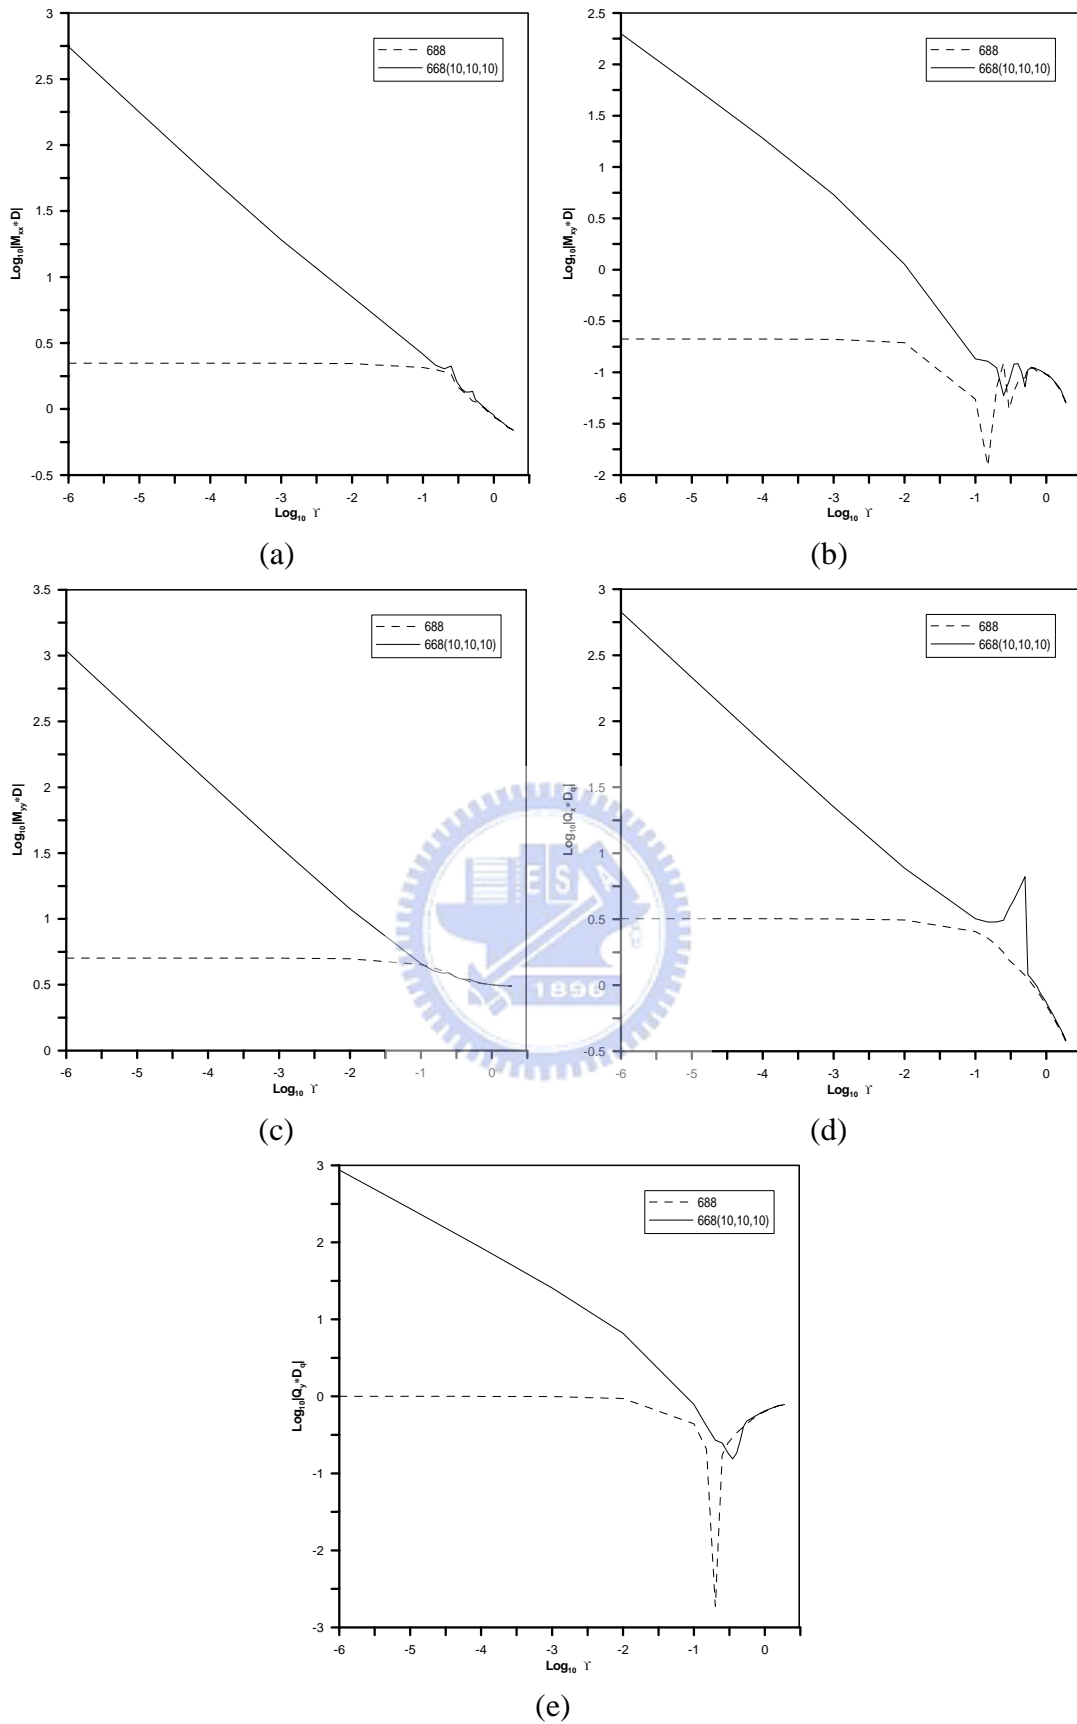 3
2.5
2
1.5
1
0.5
0
-0.5
-6 -5 -4 -3 -2 -1 0
Log10|Mxx*D|
Log10 ϒ
688
668(10,10,10)
(a)
2.5
2
1.5
1
0.5
0
-0.5
-1
-1.5
-2
-6 -5 -4 -3 -2 -1 0
Log10|Mxy*D|
Log10 ϒ
688
668(10,10,10)
(b)
3.5
3
2.5
2
1.5
1
0.5
0
-6 -5 -4 -3 -2 -1 0
Log10|Myy*D|
Log10 ϒ
688
668(10,10,10)
(c)
3
2.5
2
1.5
1
0.5
0
-0.5
-6 -5 -4 -3 -2 -1 0
Log10|Qx*Dq|
Log10 ϒ
688
668(10,10,10)
(d)
E S
A
1896
3
2
1
0
-1
-2
-3
-6 -5 -4 -3 -2 -1 0
Log10|Qy*Dq|
Log10 ϒ
688
668(10,10,10)
(e)